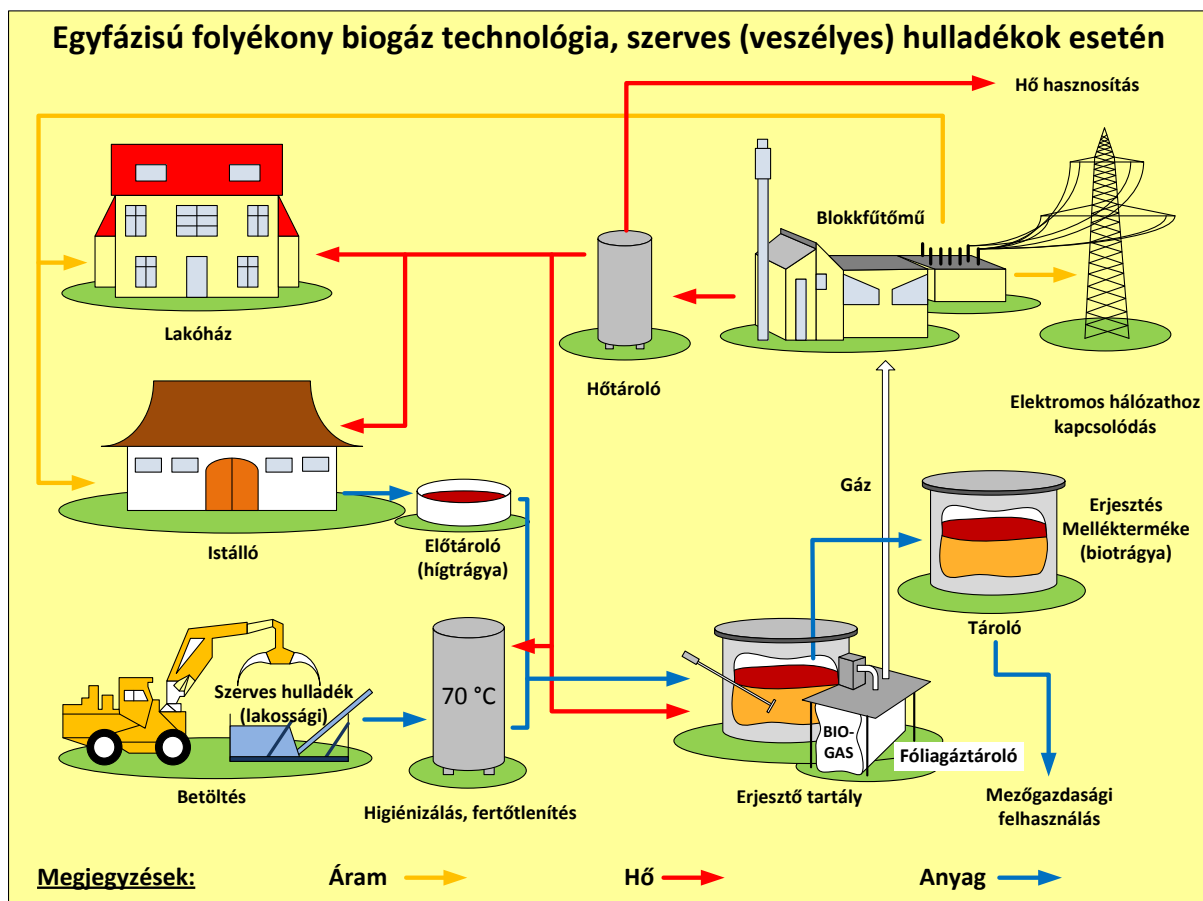 Egyfázisú folyékony biogáz technológia, szerves (veszélyes) hulladékok esetén
Hő hasznosítás
Blokkfűtőmű
Lakóház
Hőtároló
Elektromos hálózathoz
kapcsolódás
Gáz
Istálló
Előtároló
(hígtrágya)
Erjesztés
Mellékterméke
(biotrágya)
Tároló
Szerves hulladék
(lakossági)
70 °C
BIO-
GAS
Fóliagáztároló
Betöltés
Higiénizálás, fertőtlenítés
Erjesztő tartály
Mezőgazdasági
felhasználás
Megjegyzések:
Áram
Hő
Anyag